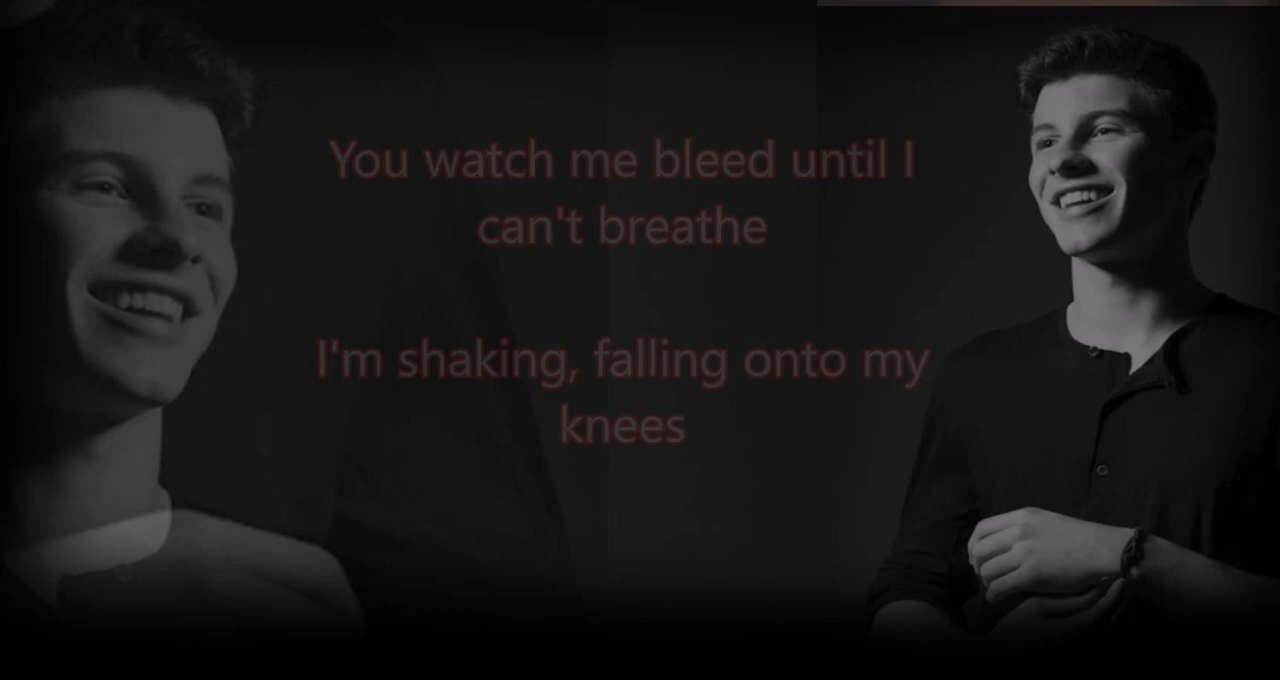 You watch me bleed until I
can't breathe
I'm shaking, falling onto my
knees